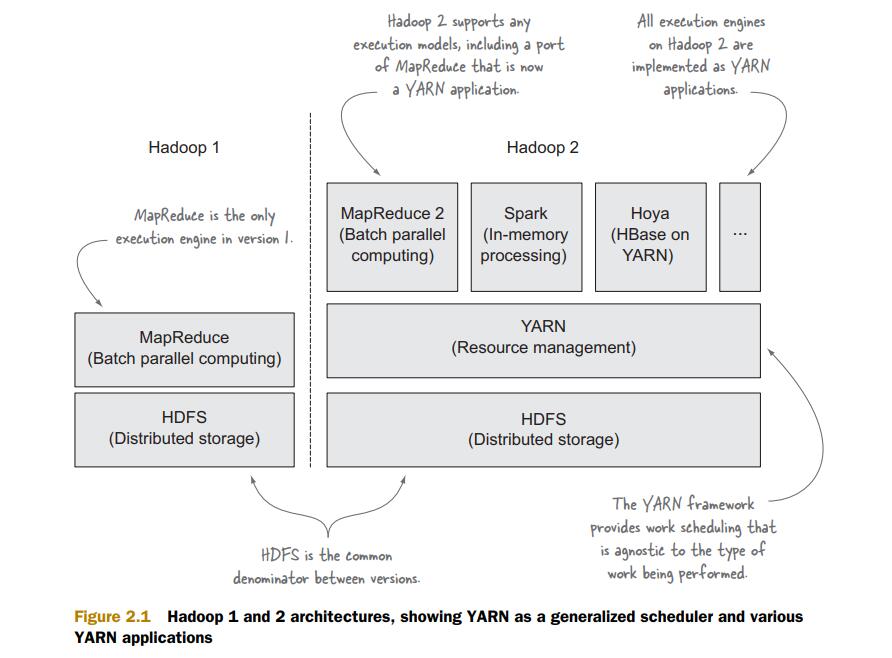 Hadoop 2 supports any
execution models, including a port
of MapReduce that is now
a YARN application.
All execution engines
on Hadoop 2 are
implemented as YARN
applications.
Hadoop 1
Hadoop 2
MapReduce is the only
execution engine in version 1.
MapReduce 2
(Batch parallel
computing)
Spark
(In-memory
processing)
Hoya
(HBase on
YARN)
...
MapReduce
(Batch parallel computing)
YARN
(Resource management)
HDFS
(Distributed storage)
HDFS
(Distributed storage)
HDFS is the common
denominator between versions.
The YARN framework
provides work scheduling that
is agnostic to the type of
work being performed.
Figure 2.1 Hadoop 1 and 2 architectures, showing YARN as a generalized scheduler and various
YARN applications